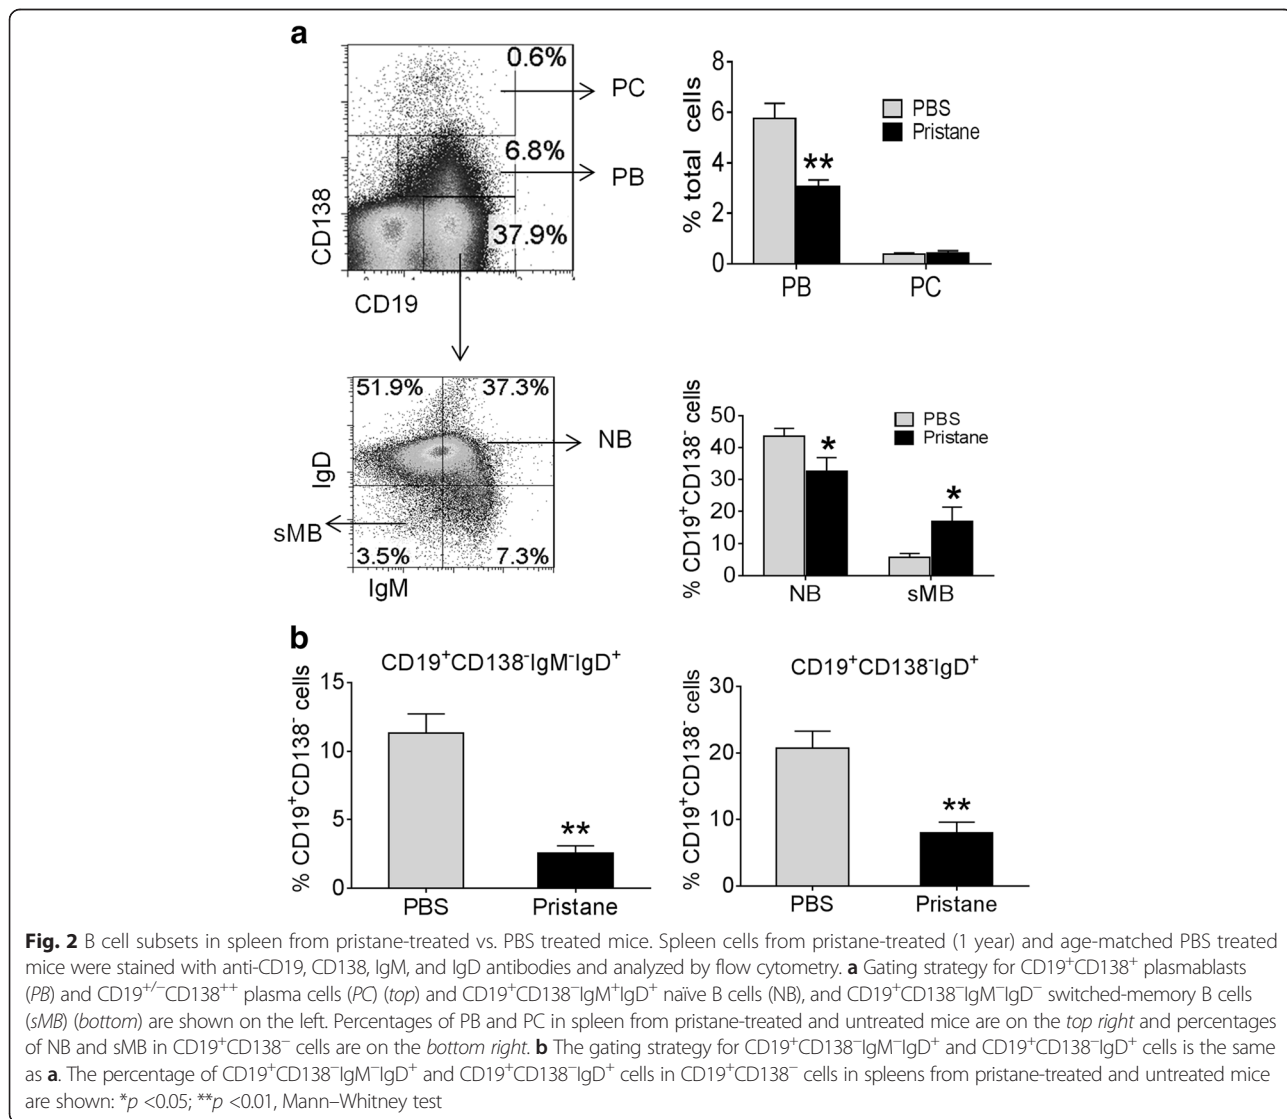 a
0.6%
PC
6.8%
PB
37.9%
CD138
CD19
8
6
4
2
0
% total cells
PBS
Pristane
**
PB
PC
51.9%
37.3%
NB
IgD
sMB
3.5%
7.3%
IgM
50
40
30
20
10
0
% CD19⁺CD138⁻ cells
PBS
Pristane
*
*
NB
sMB
b
CD19⁺CD138⁻IgM⁻IgD⁺
15
10
5
0
% CD19⁺CD138⁻ cells
**
PBS
Pristane
CD19⁺CD138⁻IgD⁺
30
20
10
0
% CD19⁺CD138⁻ cells
**
PBS
Pristane
Fig. 2 B cell subsets in spleen from pristane-treated vs. PBS treated mice. Spleen cells from pristane-treated (1 year) and age-matched PBS treated
mice were stained with anti-CD19, CD138, IgM, and IgD antibodies and analyzed by flow cytometry. a Gating strategy for CD19⁺CD138⁺ plasmablasts
(PB) and CD19⁺/⁻CD138⁺⁺ plasma cells (PC) (top) and CD19⁺CD138⁻IgM⁺IgD⁺ naïve B cells (NB), and CD19⁺CD138⁻IgM⁻IgD⁻ switched-memory B cells
(sMB) (bottom) are shown on the left. Percentages of PB and PC in spleen from pristane-treated and untreated mice are on the top right and percentages
of NB and sMB in CD19⁺CD138⁻ cells are on the bottom right. b The gating strategy for CD19⁺CD138⁻IgM⁻IgD⁺ and CD19⁺CD138⁻IgD⁺ cells is the same
as a. The percentage of CD19⁺CD138⁻IgM⁻IgD⁺ and CD19⁺CD138⁻IgD⁺ cells in CD19⁺CD138⁻ cells in spleens from pristane-treated and untreated mice
are shown: *p <0.05; **p <0.01, Mann–Whitney test